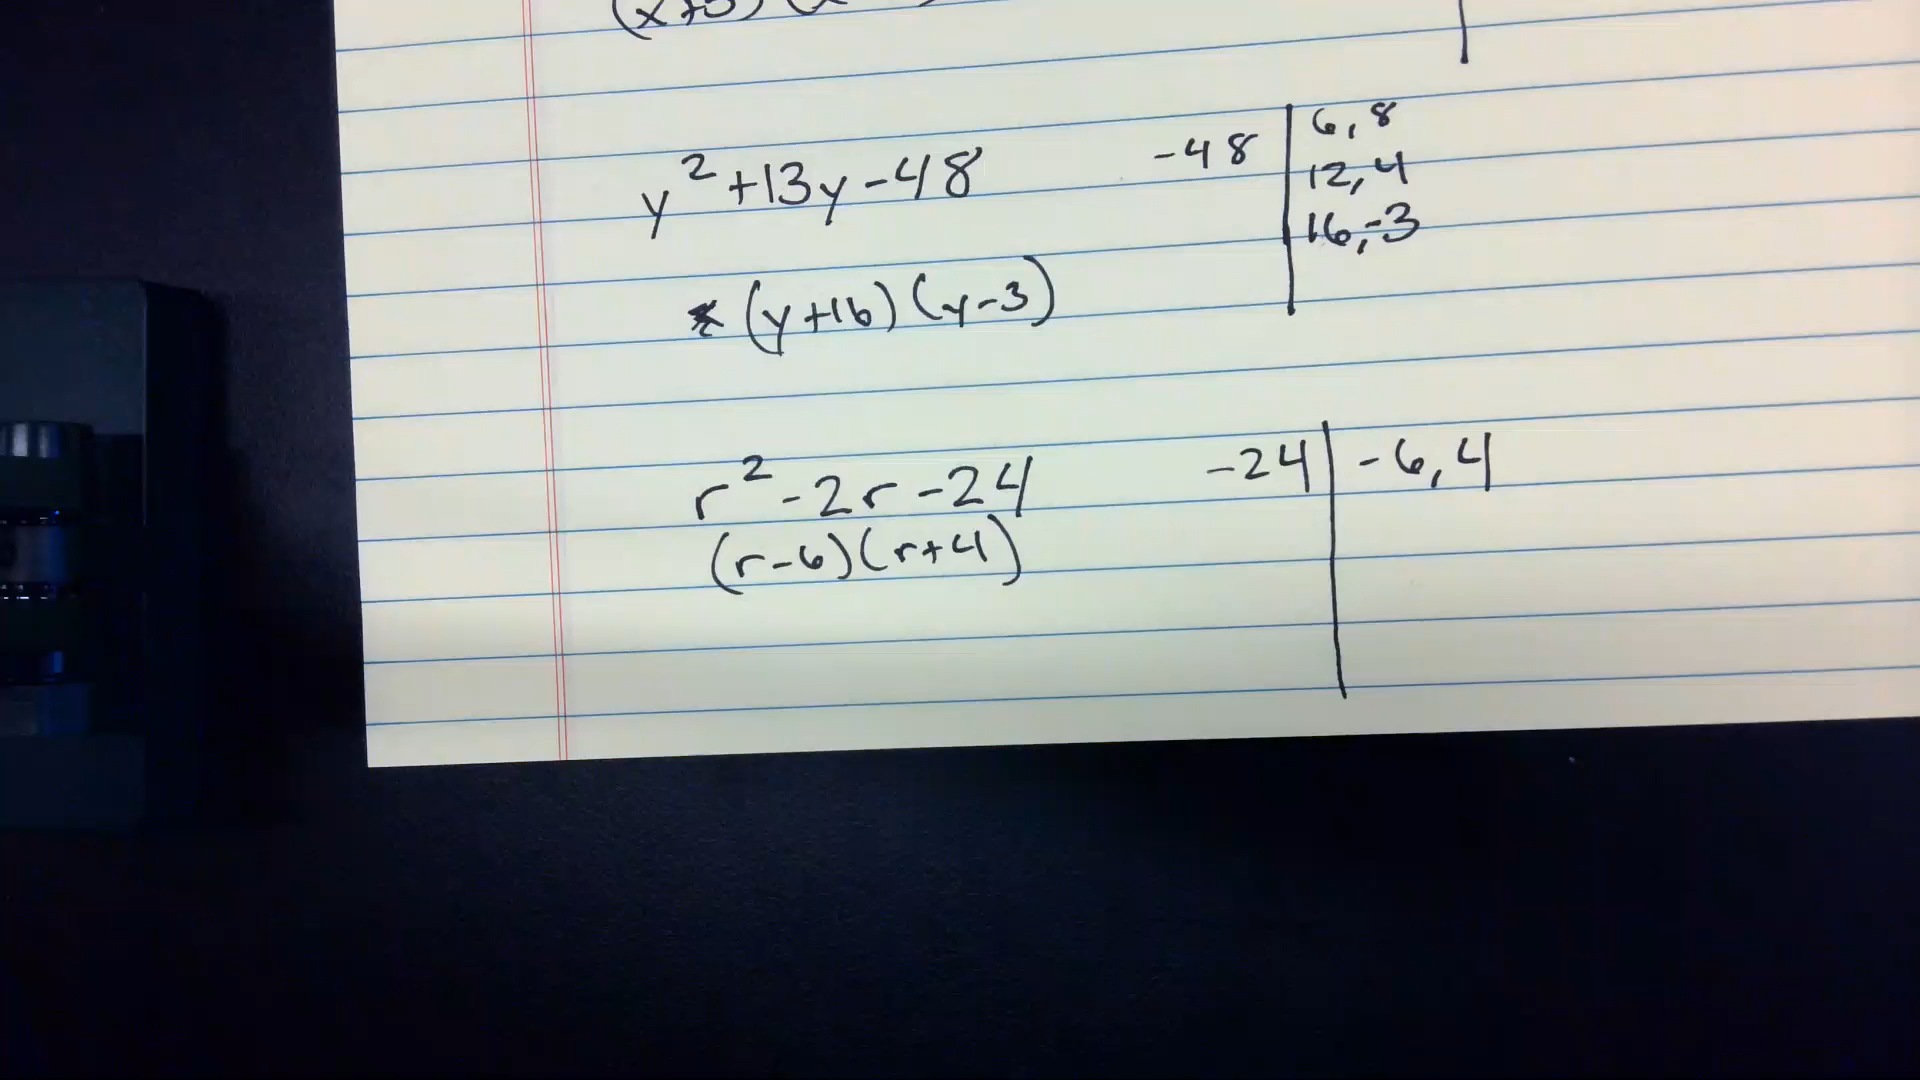 (x+5)(x
y²+13y-48 -48 | 6, 8
12, 4
16, -3
* (y+16)(y-3)
r²-2r-24 -24 | -6, 4
(r-6)(r+4)